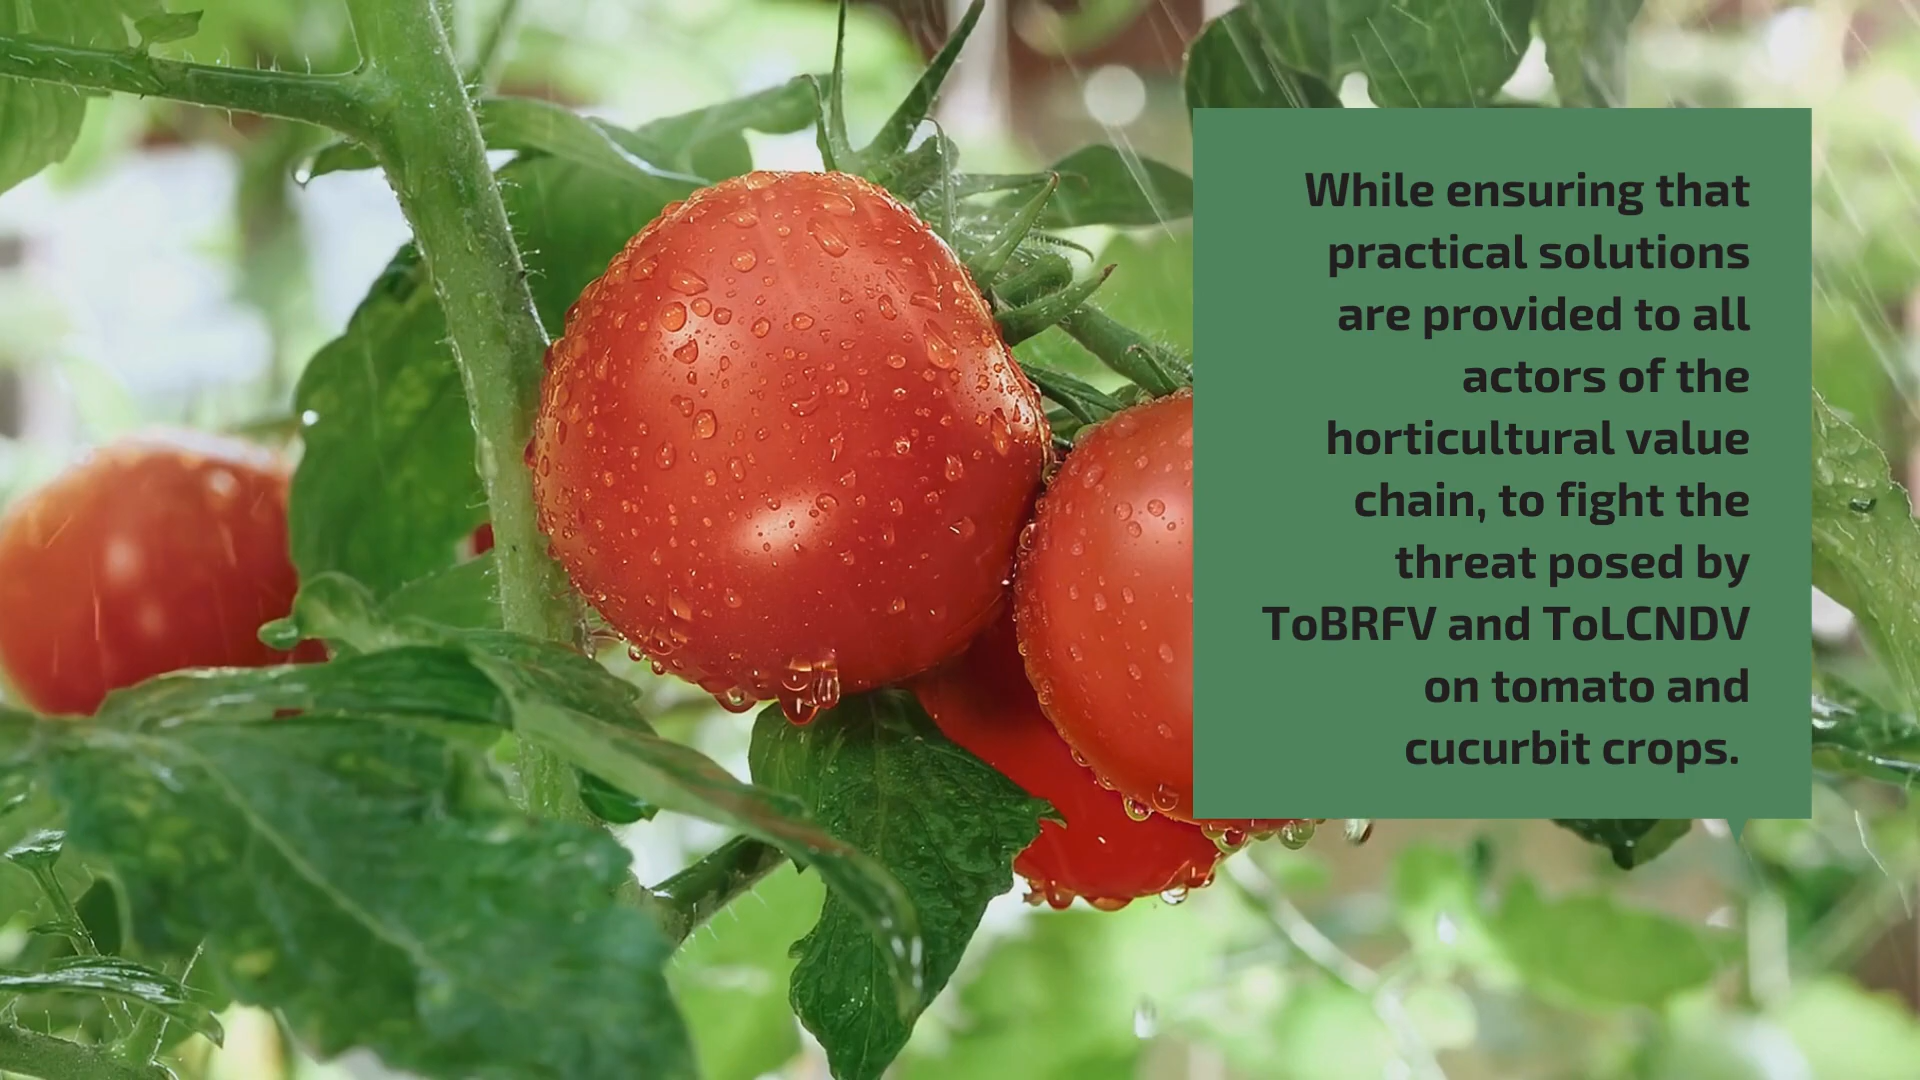 While ensuring that
practical solutions
are provided to all
actors of the
horticultural value
chain, to fight the
threat posed by
ToBRFV and ToLCNDV
on tomato and
cucurbit crops.